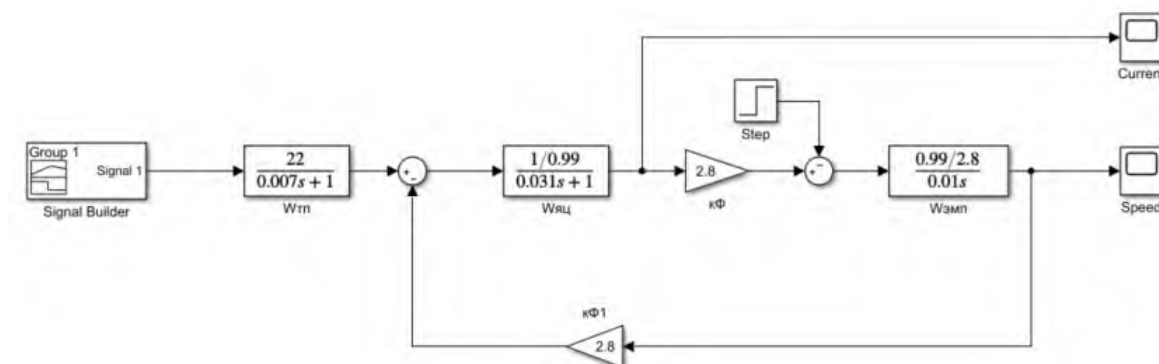 Current
Step
Group 1
Signal 1
Signal Builder
22
0.007s + 1
Wтп
+
−
1/0.99
0.031s + 1
Wяц
2.8
кФ
−
+
0.99/2.8
0.01s
Wэмп
Speed
кФ1
2.8